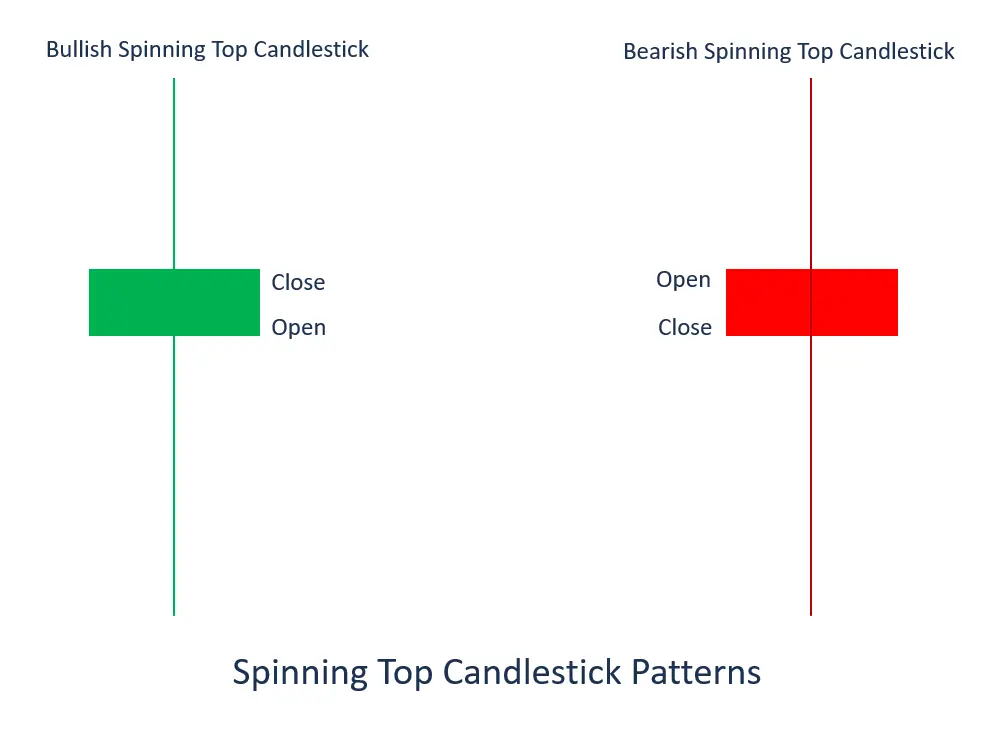 Bullish Spinning Top Candlestick
Bearish Spinning Top Candlestick
Close
Open
Open
Close
Spinning Top Candlestick Patterns